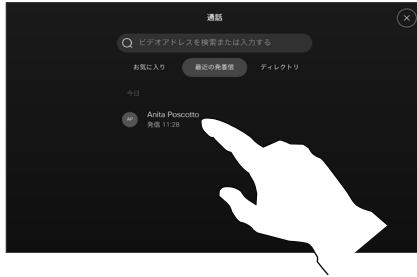 通話
ビデオアドレスを検索または入力する
お気に入り 最近の発着信 ディレクトリ
今日
AP Anita Poscotto
発信 11:28